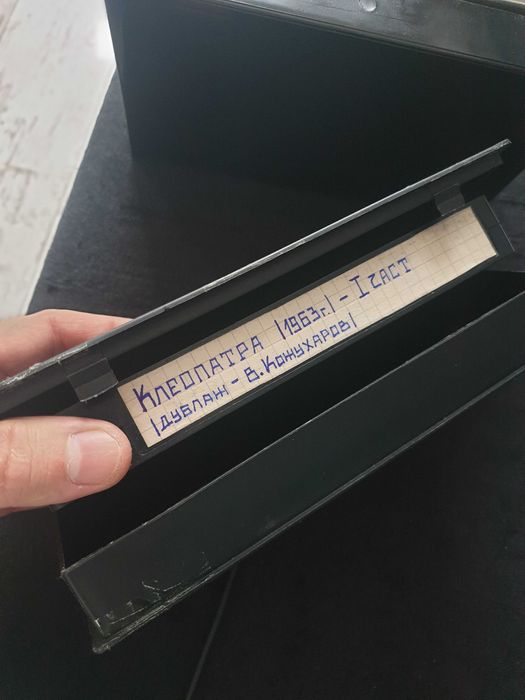 КЛЕОПАТРА |1963г.| - I ЧАСТ
|ДУБЛАЖ - В. КОЖУХАРОВ|